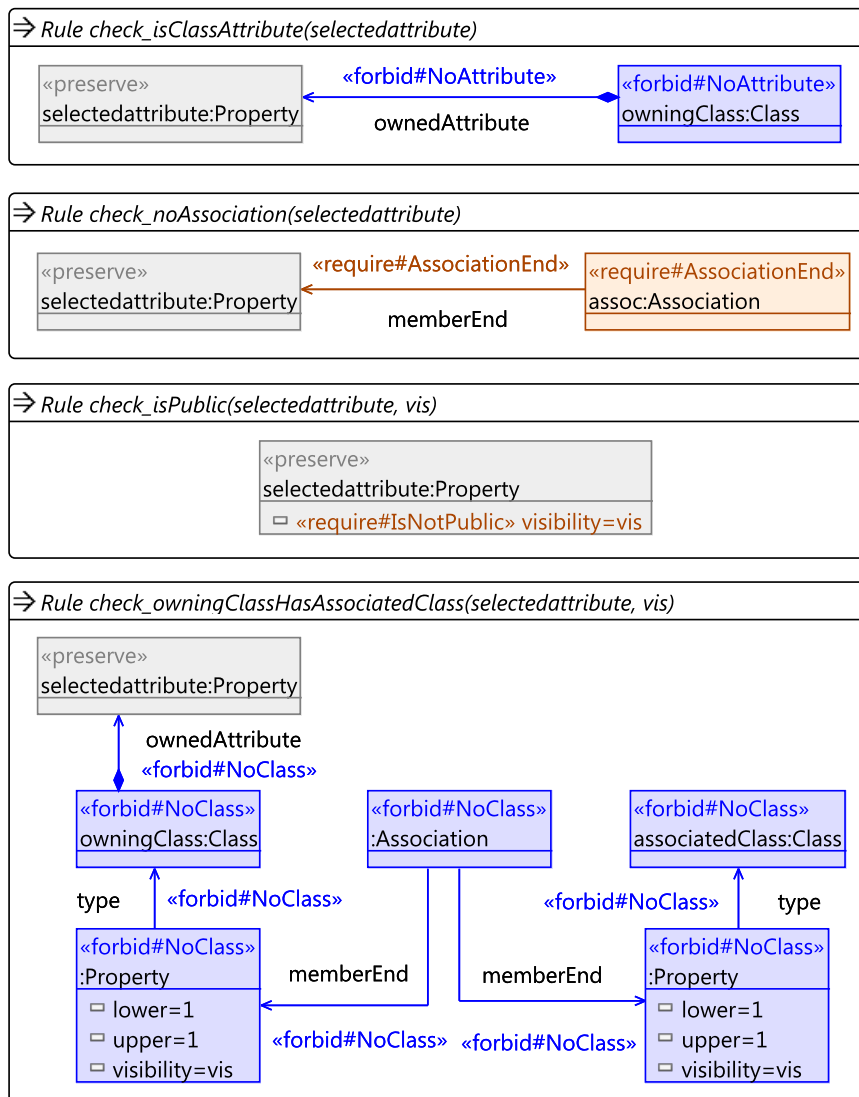 Rule check_isClassAttribute(selectedattribute)
«preserve»
selectedattribute:Property
«forbid#NoAttribute»
ownedAttribute
«forbid#NoAttribute»
owningClass:Class
Rule check_noAssociation(selectedattribute)
«preserve»
selectedattribute:Property
«require#AssociationEnd»
memberEnd
«require#AssociationEnd»
assoc:Association
Rule check_isPublic(selectedattribute, vis)
«preserve»
selectedattribute:Property
«require#IsNotPublic» visibility=vis
Rule check_owningClassHasAssociatedClass(selectedattribute, vis)
«preserve»
selectedattribute:Property
ownedAttribute
«forbid#NoClass»
«forbid#NoClass»
owningClass:Class
«forbid#NoClass»
:Association
«forbid#NoClass»
associatedClass:Class
type
«forbid#NoClass»
«forbid#NoClass»
type
«forbid#NoClass»
:Property
lower=1
upper=1
visibility=vis
memberEnd
«forbid#NoClass»
memberEnd
«forbid#NoClass»
«forbid#NoClass»
:Property
lower=1
upper=1
visibility=vis